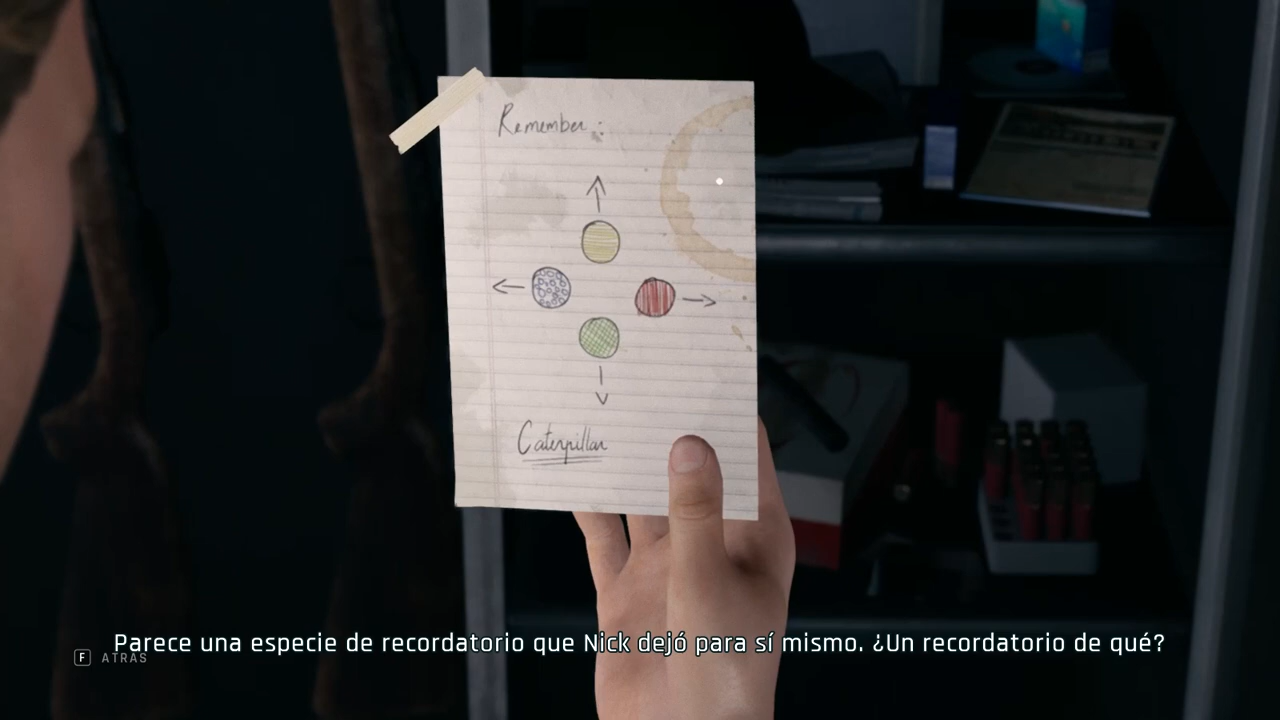 Remember:
Caterpillar
Parece una especie de recordatorio que Nick dejó para sí mismo. ¿Un recordatorio de qué?
F ATRÁS